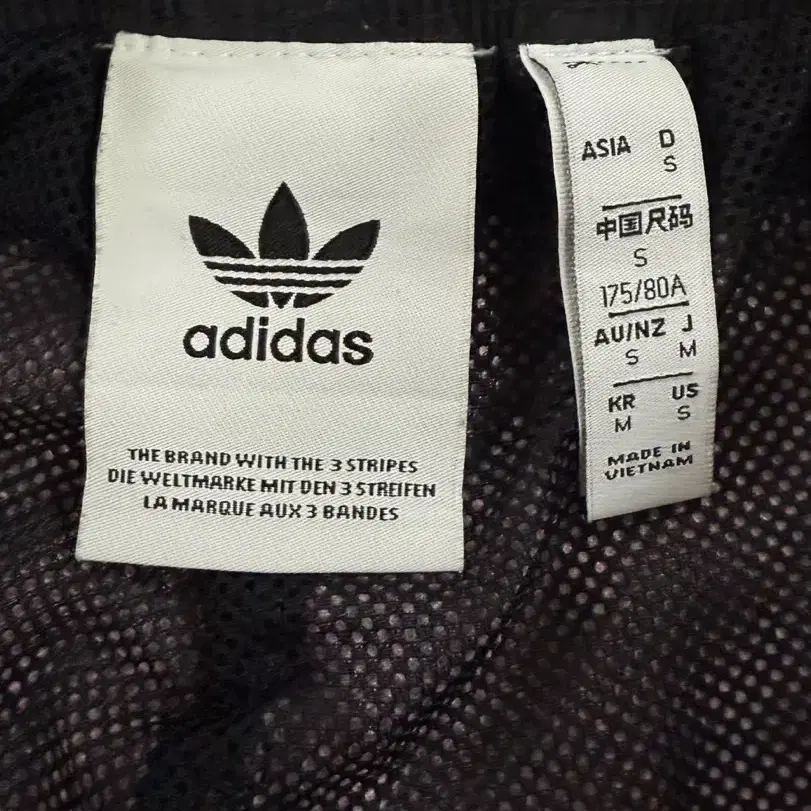 adidas
THE BRAND WITH THE 3 STRIPES
DIE WELTMARKE MIT DEN 3 STREIFEN
LA MARQUE AUX 3 BANDES
ASIA D
S
中国尺码
S
175/80A
AU/NZ J
S M
KR US
M S
MADE IN
VIETNAM